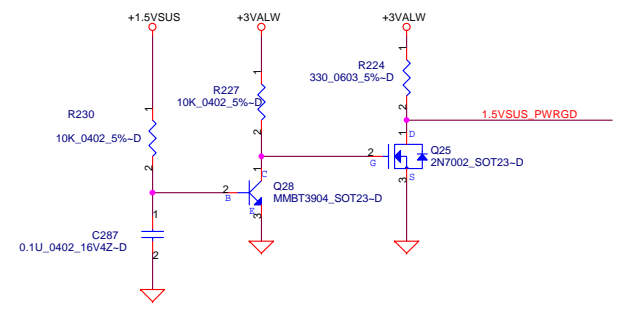 +1.5VSUS
+3VALW
+3VALW
1
R230
10K_0402_5%~D
2
1
R227
10K_0402_5%~D
2
1
R224
330_0603_5%~D
2
1.5VSUS_PWRGD
1
D
2
G
Q25
2N7002_SOT23~D
S
3
1
C
2
B
Q28
MMBT3904_SOT23~D
E
3
1
C287
0.1U_0402_16V4Z~D
2